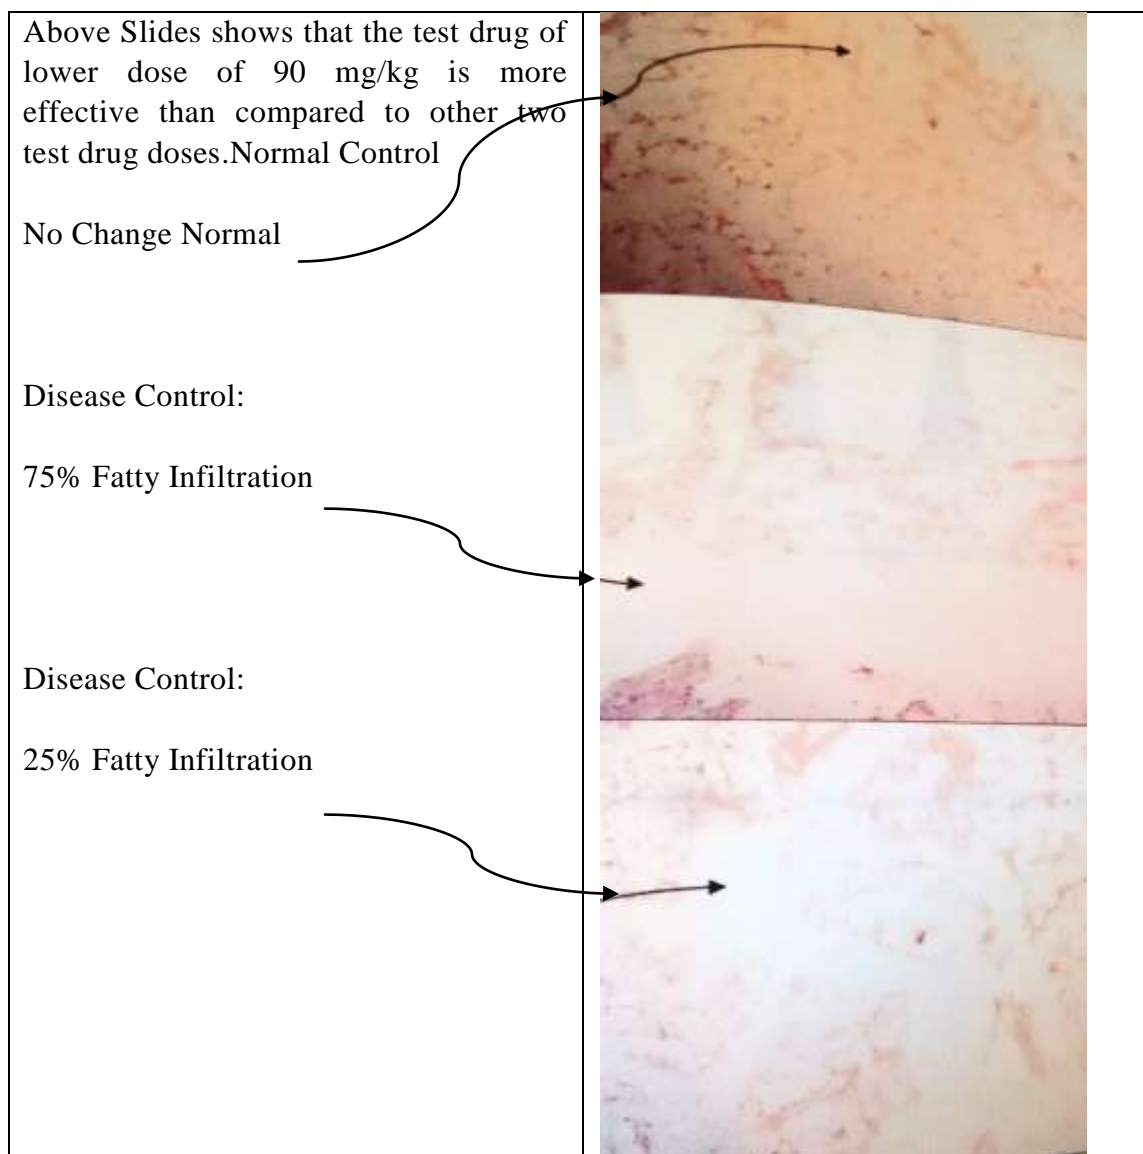 Above Slides shows that the test drug of
lower dose of 90 mg/kg is more
effective than compared to other two
test drug doses.Normal Control
No Change Normal
Disease Control:
75% Fatty Infiltration
Disease Control:
25% Fatty Infiltration